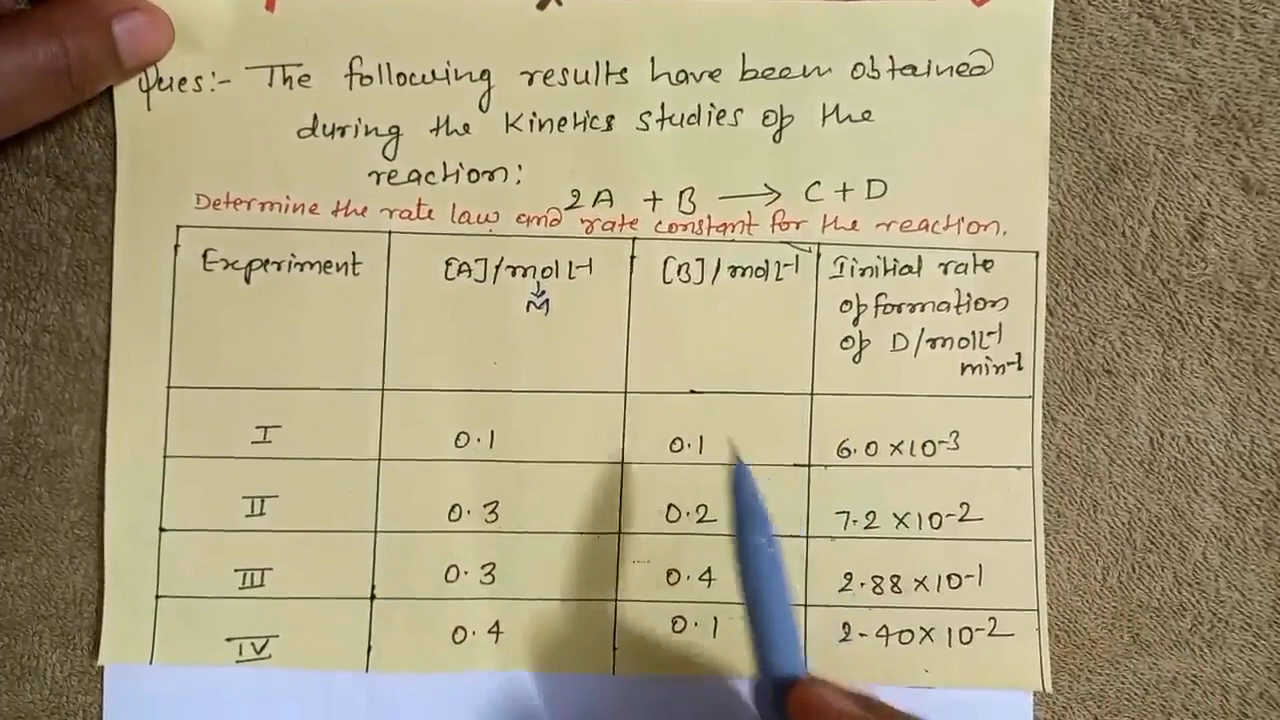 Ques:- The following results have been obtained
during the Kinetics studies of the
reaction:
2A + B → C + D
Determine the rate law and rate constant for the reaction.
Experiment [A]/mol L-1 [B]/mol L-1 Iinitial rate
↓
M
of formation
of D/mol L-1
min-1
I 0.1 0.1 6.0 ×10-3
II 0.3 0.2 7.2 ×10-2
III 0.3 0.4 2.88 ×10-1
IV 0.4 0.1 2.40× 10-2